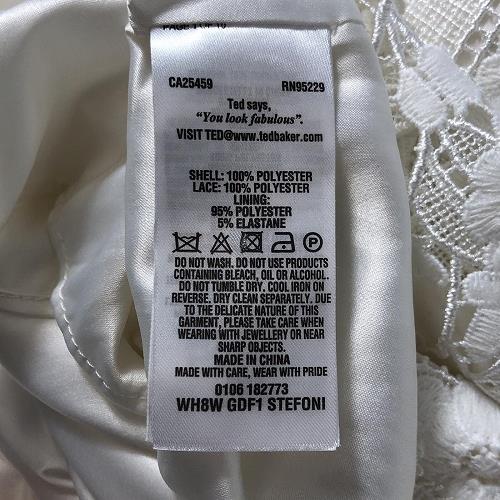 PAGE 1 OF 10
CA25459 RN95229
Ted says,
"You look fabulous".
VISIT TED@www.tedbaker.com
SHELL: 100% POLYESTER
LACE: 100% POLYESTER
LINING:
95% POLYESTER
5% ELASTANE
P
DO NOT WASH. DO NOT USE PRODUCTS
CONTAINING BLEACH, OIL OR ALCOHOL.
DO NOT TUMBLE DRY. COOL IRON ON
REVERSE. DRY CLEAN SEPARATELY. DUE
TO THE DELICATE NATURE OF THIS
GARMENT, PLEASE TAKE CARE WHEN
WEARING WITH JEWELLERY OR NEAR
SHARP OBJECTS.
MADE IN CHINA
MADE WITH CARE, WEAR WITH PRIDE
0106 182773
WH8W GDF1 STEFONI